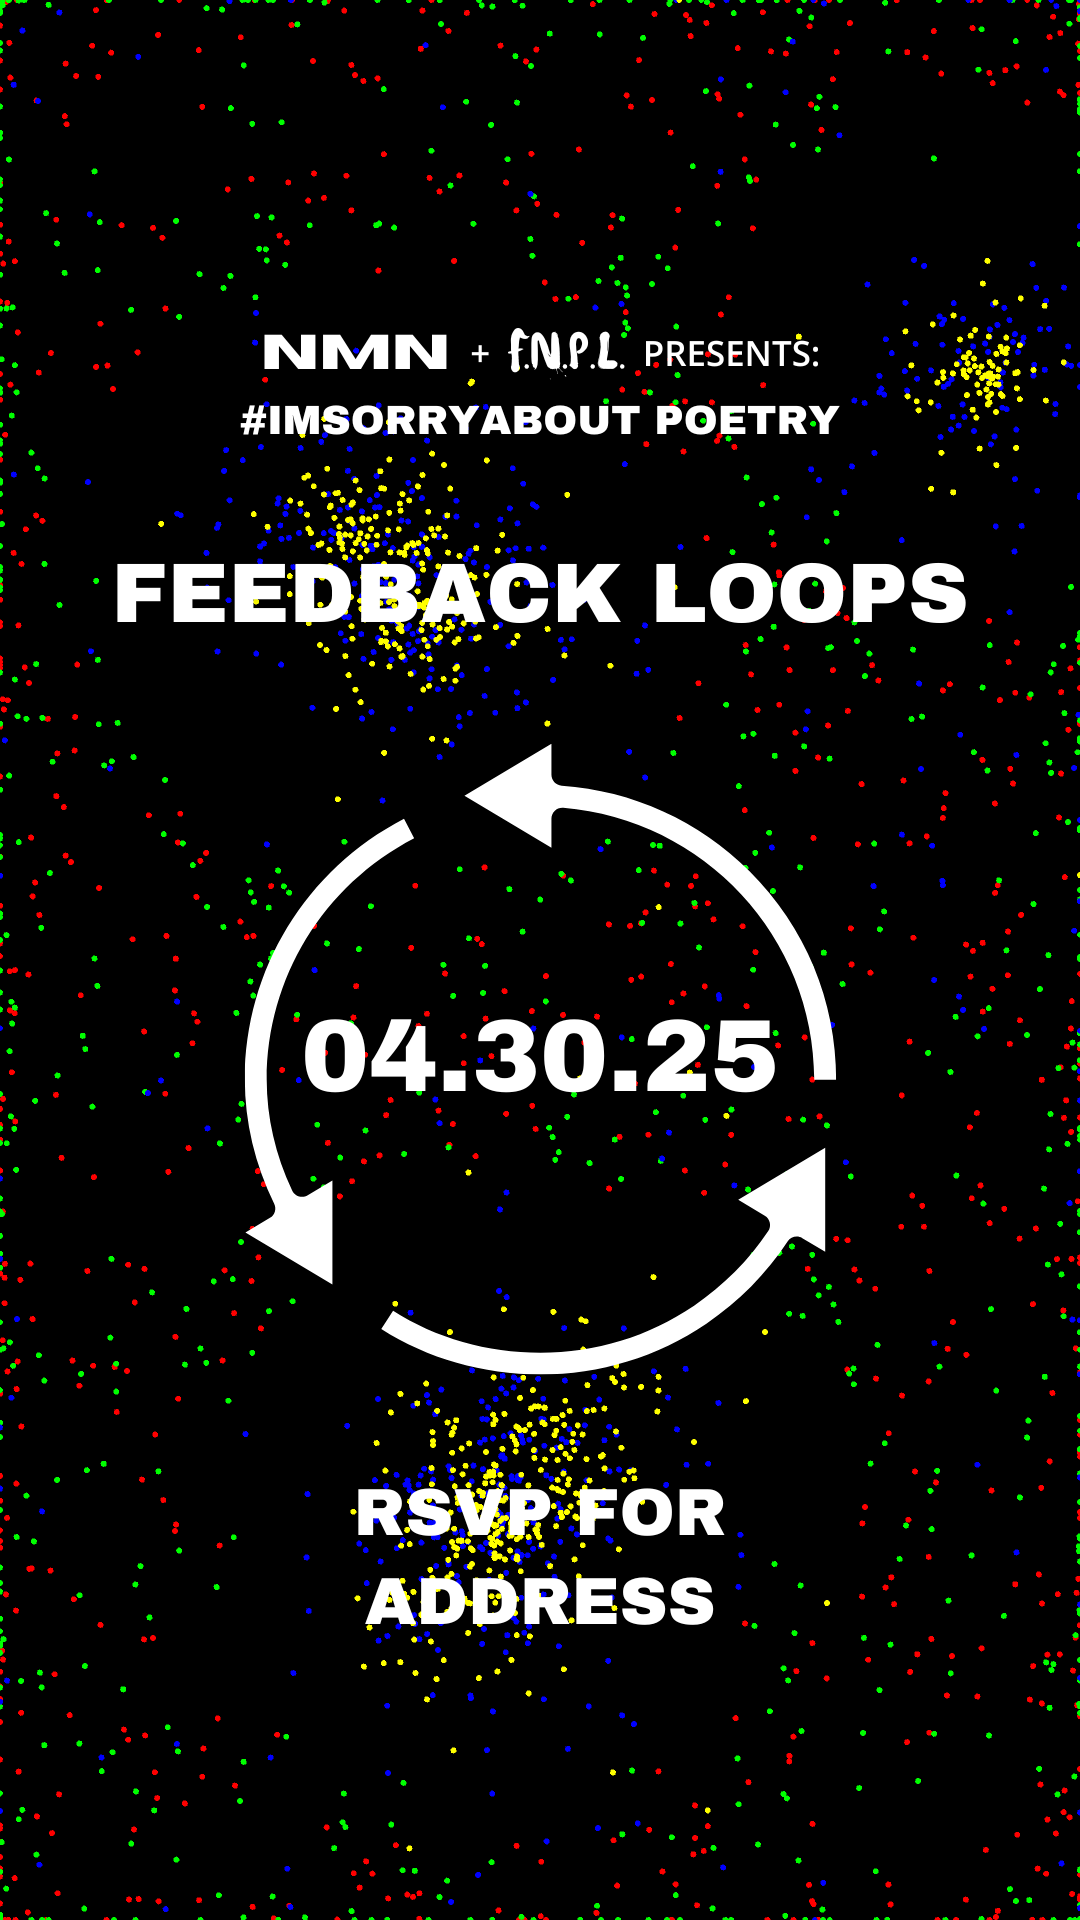 NMN + F.N.P.L. PRESENTS:
#IMSORRYABOUT POETRY
FEEDBACK LOOPS
04.30.25
RSVP FOR
ADDRESS